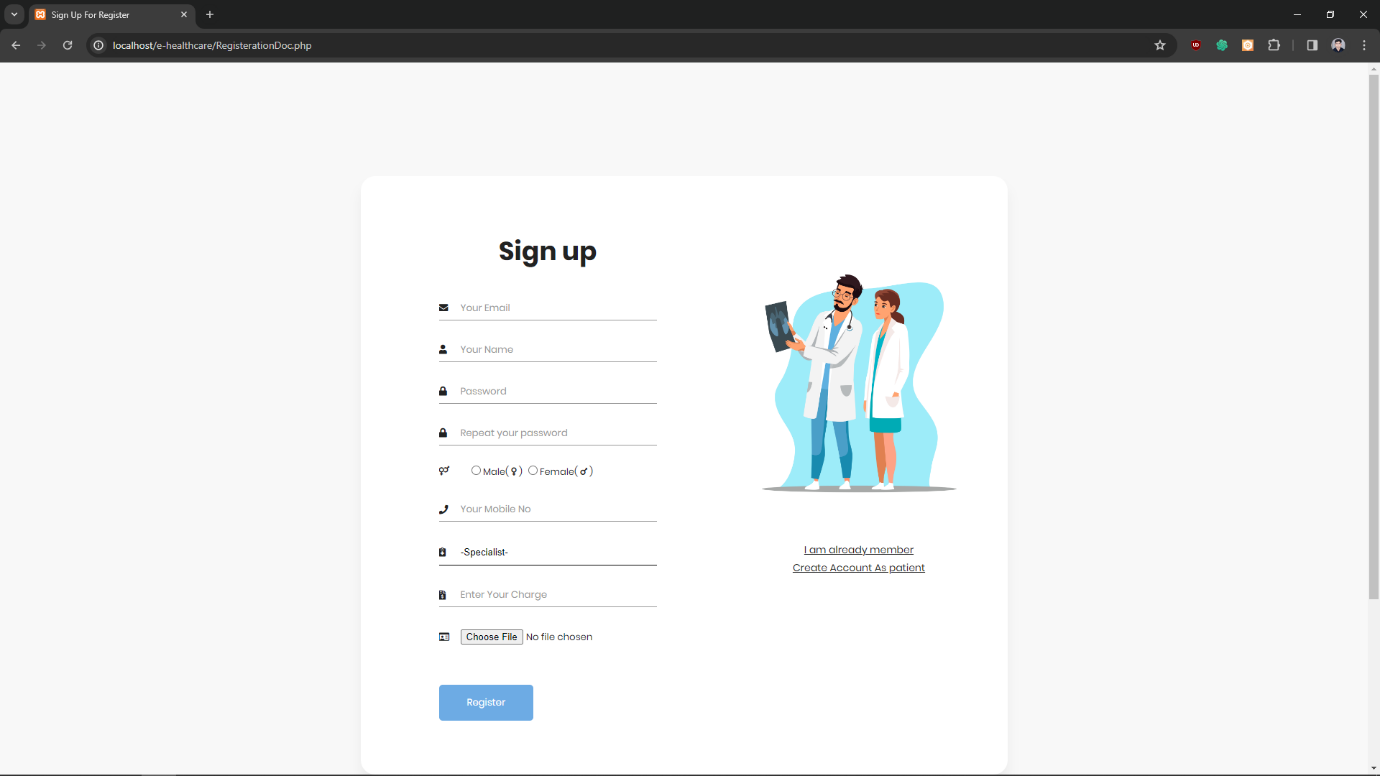 Sign Up For Register
localhost/e-healthcare/RegisterationDoc.php
Sign up
Your Email
Your Name
Password
Repeat your password
Male(♀) Female(♂)
Your Mobile No
-Specialist-
Enter Your Charge
Choose File No file chosen
Register
I am already member
Create Account As patient